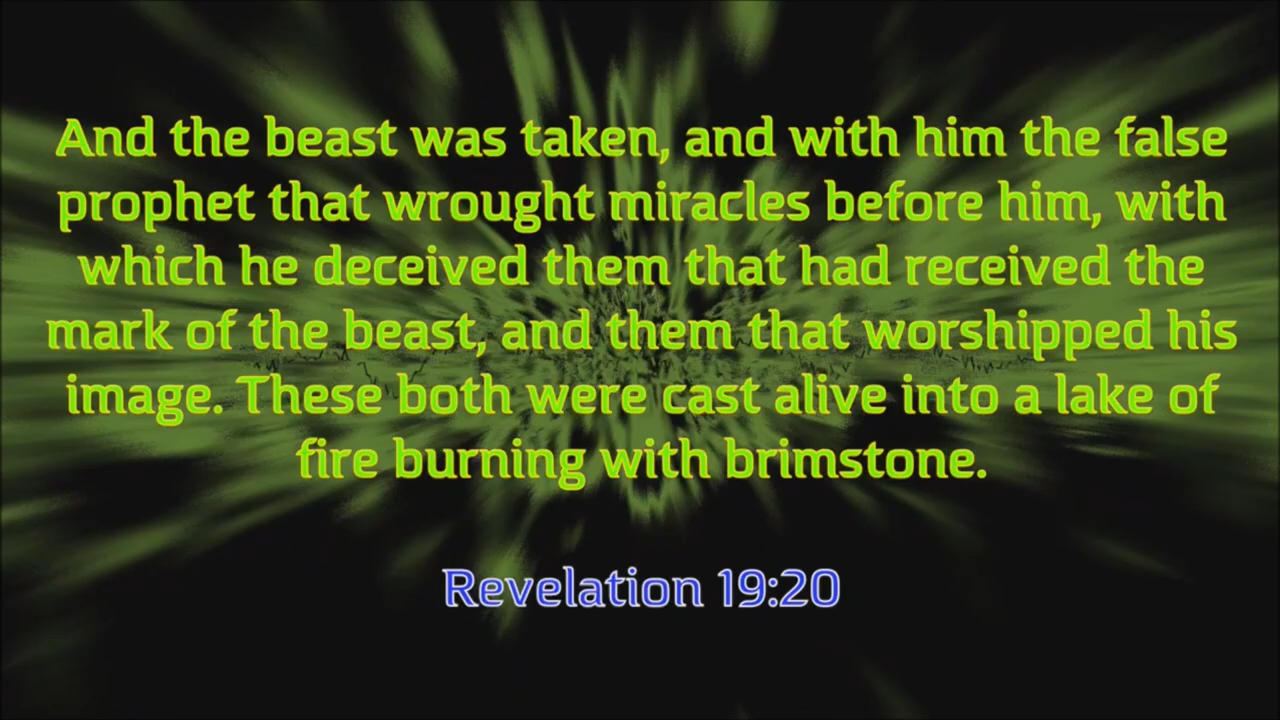 And the beast was taken, and with him the false
prophet that wrought miracles before him, with
which he deceived them that had received the
mark of the beast, and them that worshipped his
image. These both were cast alive into a lake of
fire burning with brimstone.
Revelation 19:20